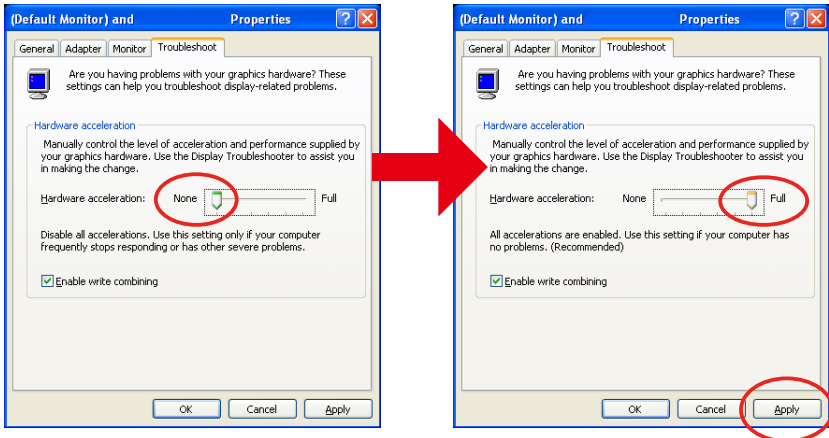 (Default Monitor) and Properties
General Adapter Monitor Troubleshoot
Are you having problems with your graphics hardware? These
settings can help you troubleshoot display-related problems.
Hardware acceleration
Manually control the level of acceleration and performance supplied by
your graphics hardware. Use the Display Troubleshooter to assist you
in making the change.
Hardware acceleration: None Full
Disable all accelerations. Use this setting only if your computer
frequently stops responding or has other severe problems.
Enable write combining
OK Cancel Apply
(Default Monitor) and Properties
General Adapter Monitor Troubleshoot
Are you having problems with your graphics hardware? These
settings can help you troubleshoot display-related problems.
Hardware acceleration
Manually control the level of acceleration and performance supplied by
your graphics hardware. Use the Display Troubleshooter to assist you
in making the change.
Hardware acceleration: None Full
All accelerations are enabled. Use this setting if your computer has
no problems. (Recommended)
Enable write combining
OK Cancel Apply